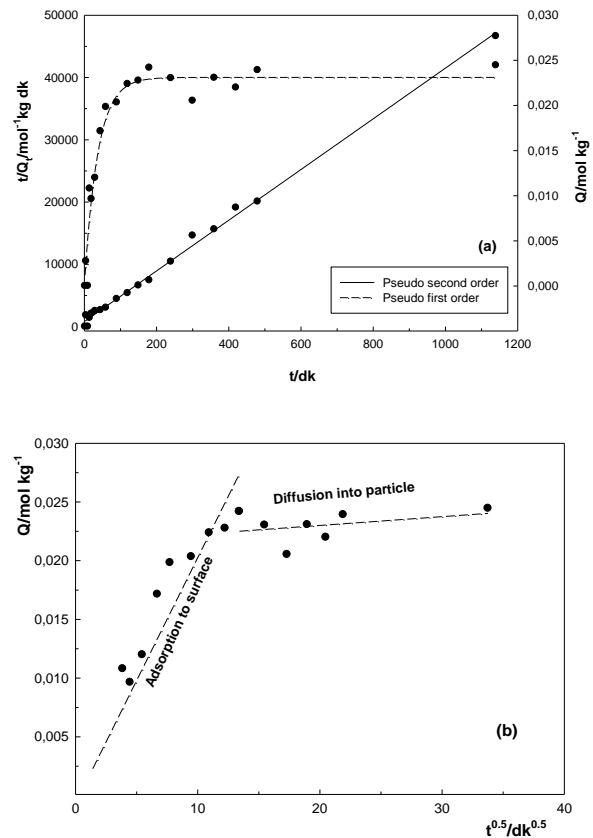 50000
40000
30000
20000
10000
0
t/Qt/mol-1kg dk
0,030
0,025
0,020
0,015
0,010
0,005
0,000
Q/mol kg-1
(a)
Pseudo second order
Pseudo first order
0 200 400 600 800 1000 1200
t/dk
0,030
0,025
0,020
0,015
0,010
0,005
Q/mol kg-1
Diffusion into particle
Adsorption to surface
(b)
0 10 20 30 40
t0.5/dk0.5